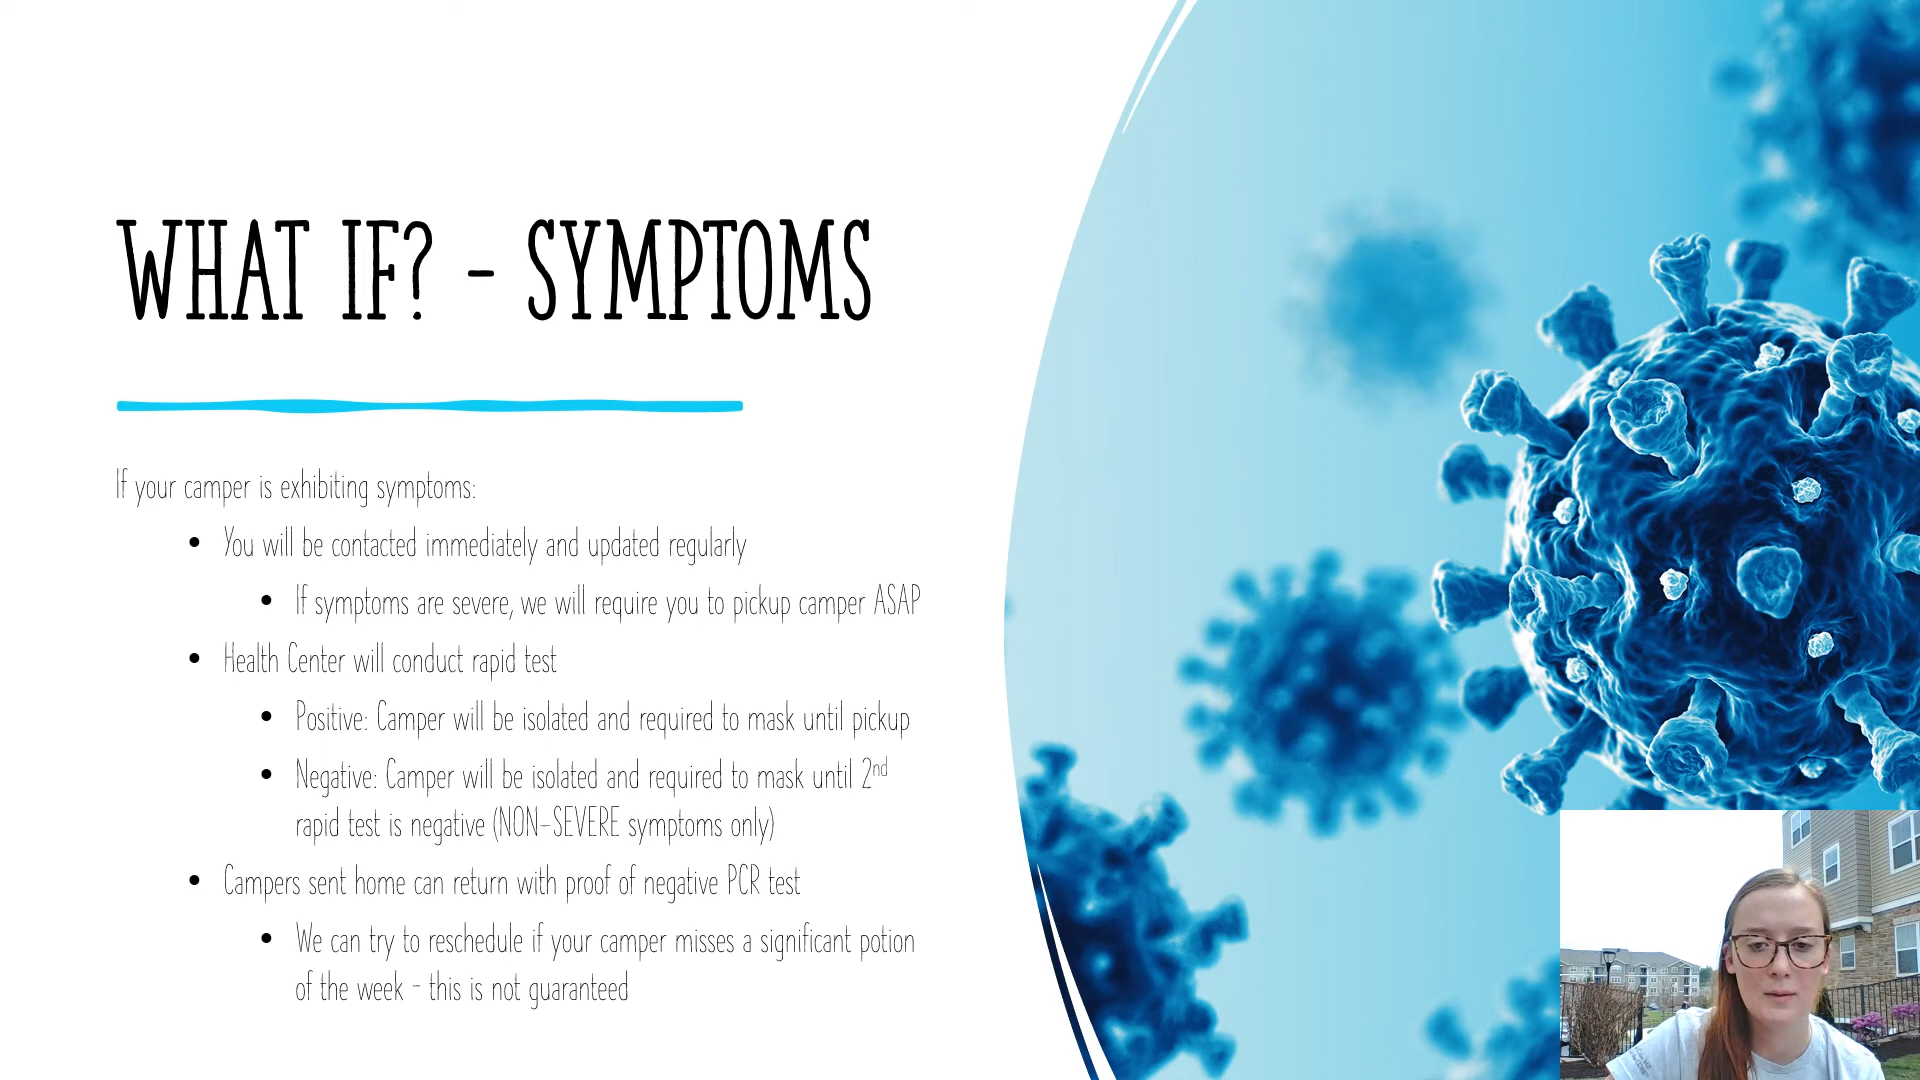 WHAT IF? - SYMPTOMS
If your camper is exhibiting symptoms:
• You will be contacted immediately and updated regularly
• If symptoms are severe, we will require you to pickup camper ASAP
• Health Center will conduct rapid test
• Positive: Camper will be isolated and required to mask until pickup
• Negative: Camper will be isolated and required to mask until 2nd
rapid test is negative (NON-SEVERE symptoms only)
• Campers sent home can return with proof of negative PCR test
• We can try to reschedule if your camper misses a significant potion
of the week - this is not guaranteed